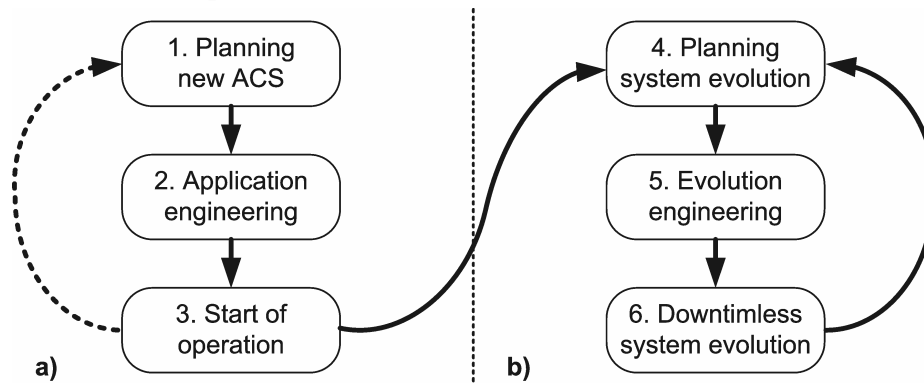 1. Planning
new ACS
2. Application
engineering
3. Start of
operation
a)
4. Planning
system evolution
5. Evolution
engineering
6. Downtimless
system evolution
b)